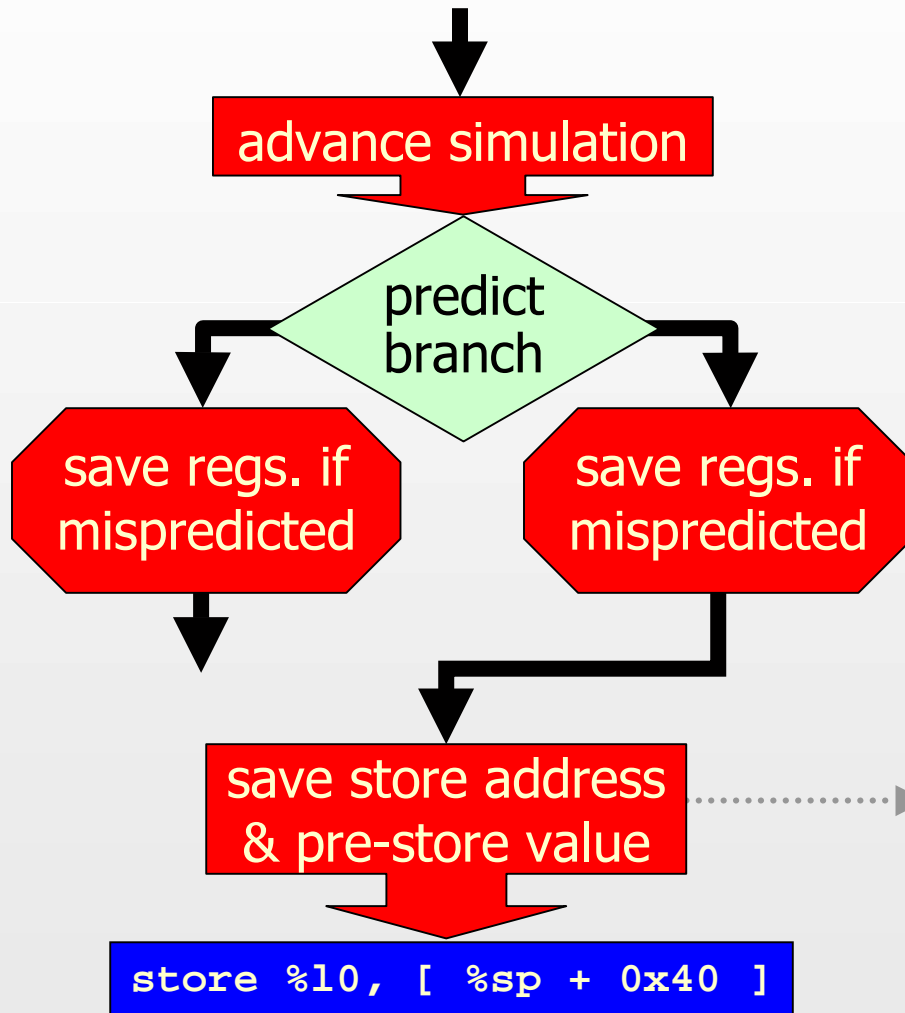 advance simulation
predict
branch
save regs. if
mispredicted
save regs. if
mispredicted
save store address
& pre-store value
store %l0, [ %sp + 0x40 ]